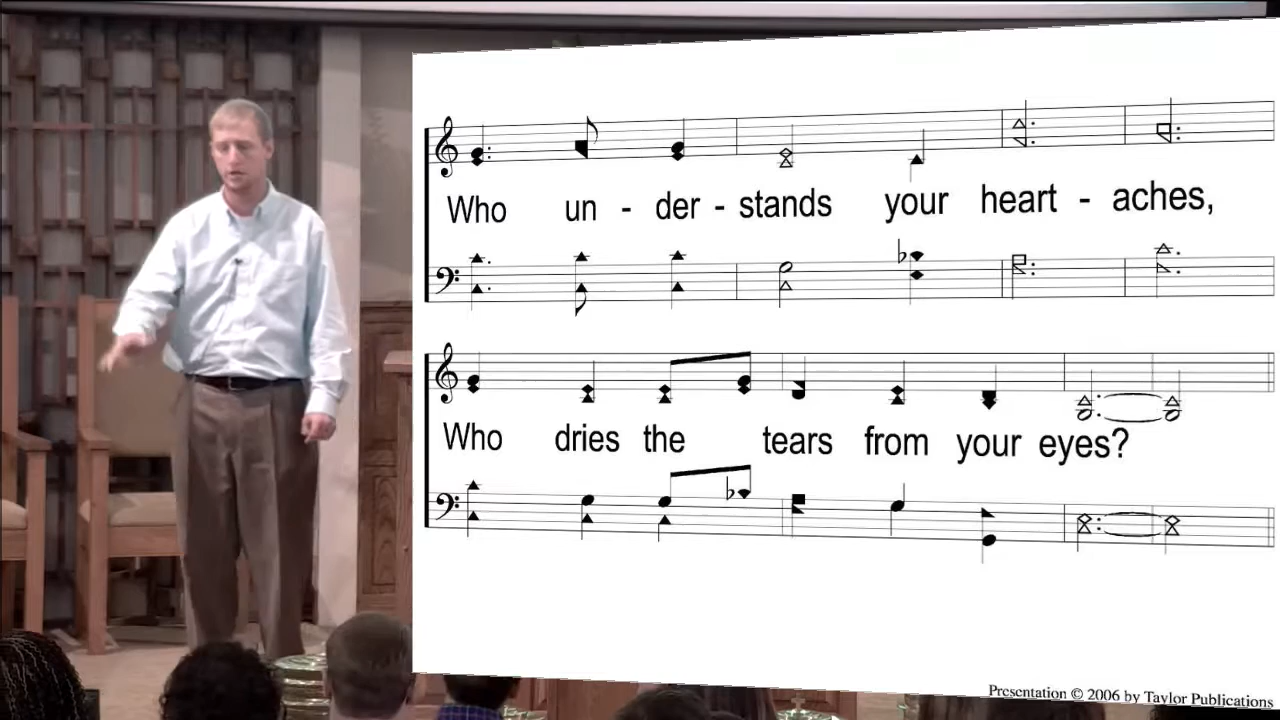 Who un - der - stands your heart - aches,
Who dries the tears from your eyes?
Presentation © 2006 by Taylor Publications